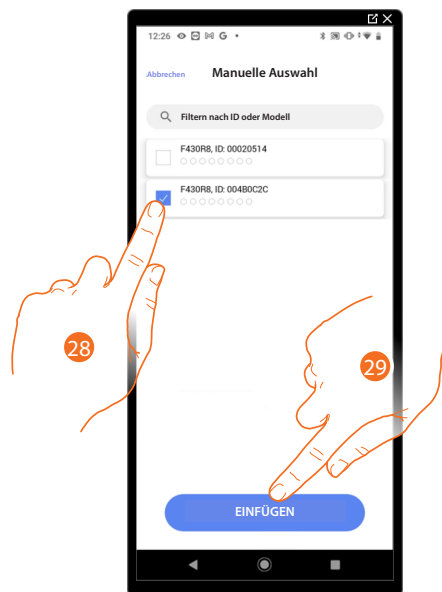 12:26 G
Abbrechen Manuelle Auswahl
Filtern nach ID oder Modell
F430R8, ID: 00020514
F430R8, ID: 004B0C2C
28
29
EINFÜGEN